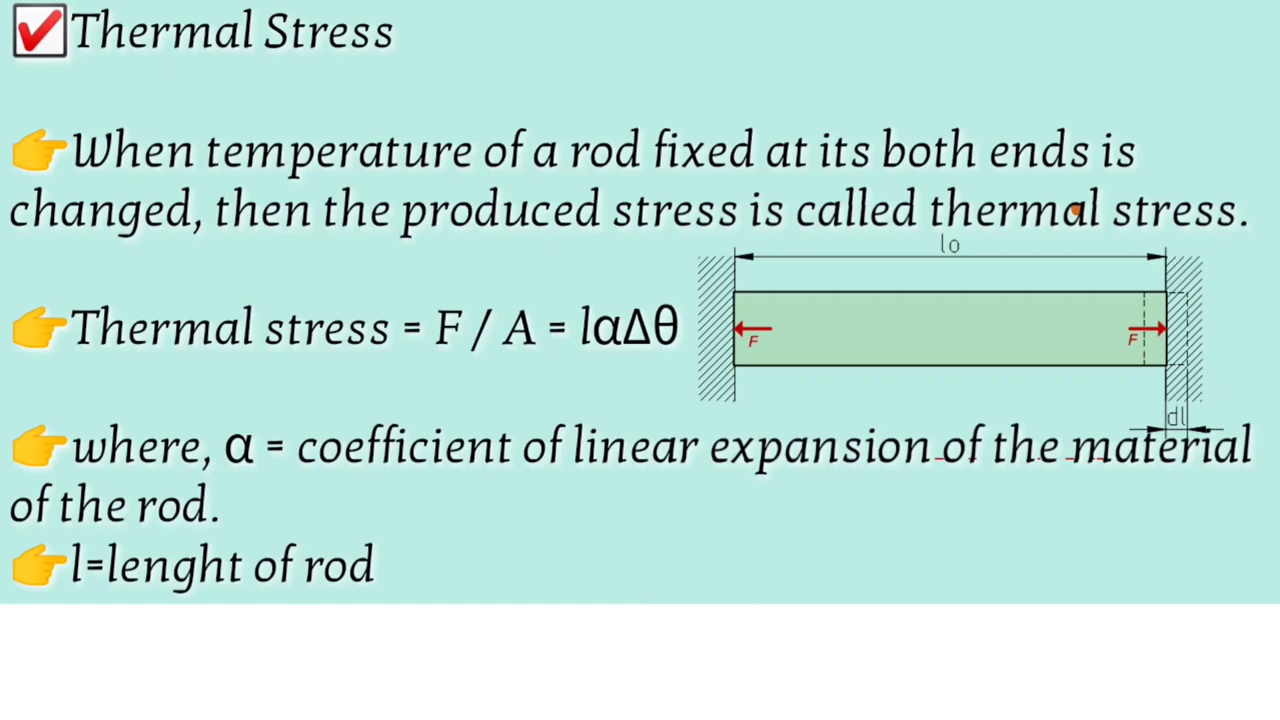 Thermal Stress
When temperature of a rod fixed at its both ends is
changed, then the produced stress is called thermal stress.
lo
Thermal stress = F / A = lαΔθ
F
F
dl
where, α = coefficient of linear expansion of the material
of the rod.
l=lenght of rod